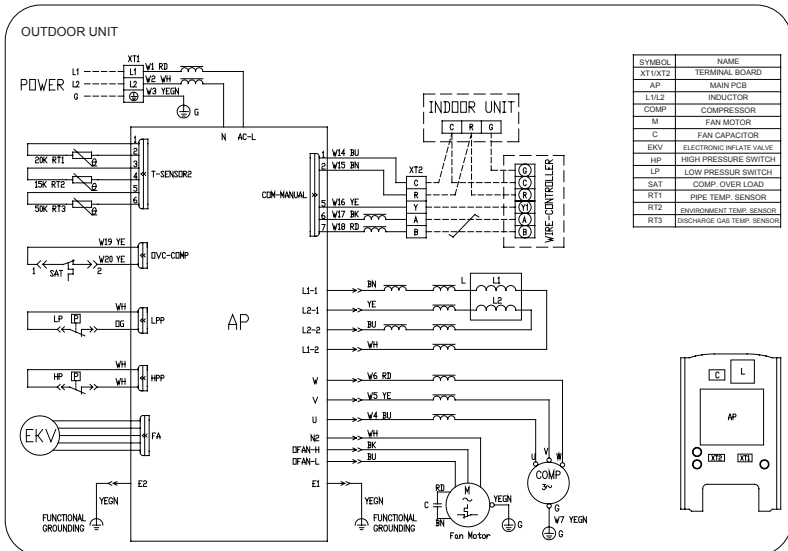 OUTDOOR UNIT
POWER
L1
L2
G
XT1
L1
L2
W1 RD
W2 WH
W3 YEGN
G
N AC-L
1
2
3
4
5
6
20K RT1
θ
15K RT2
θ
50K RT3
θ
T-SENSOR2
W19 YE
W20 YE
1 SAT 2
OVC-COMP
WH
LP P OG
LPP
WH
HP P WH
HPP
EKV
FA
E2
YEGN
FUNCTIONAL
GROUNDING
AP
COM-MANUAL
1
2
5
6
7
W14 BU
W15 BN
W16 YE
W17 BK
W18 RD
XT2
C
R
Y
A
B
INDOOR UNIT
C R G
G
C
R
Y1
A
B
WIRE-CONTROLLER
L1-1 BN
L2-1 YE
L2-2 BU
L1-2 WH
L
L1
L2
W W6 RD
V W5 YE
U W4 BU
N2 WH
OFAN-H BK
OFAN-L BU
E1
YEGN
FUNCTIONAL
GROUNDING
RD
C
BN
M
~
Fan Motor
YEGN
G
U V W
COMP
3~
G
W7 YEGN
G
SYMBOL NAME
XT1/XT2 TERMINAL BOARD
AP MAIN PCB
L1/L2 INDUCTOR
COMP COMPRESSOR
M FAN MOTOR
C FAN CAPACITOR
EKV ELECTRONIC INFLATE VALVE
HP HIGH PRESSURE SWITCH
LP LOW PRESSUR SWITCH
SAT COMP. OVER LOAD
RT1 PIPE TEMP. SENSOR
RT2 ENVIRONMENT TEMP. SENSOR
RT3 DISCHARGE GAS TEMP. SENSOR
C
L
AP
XT2 XT1